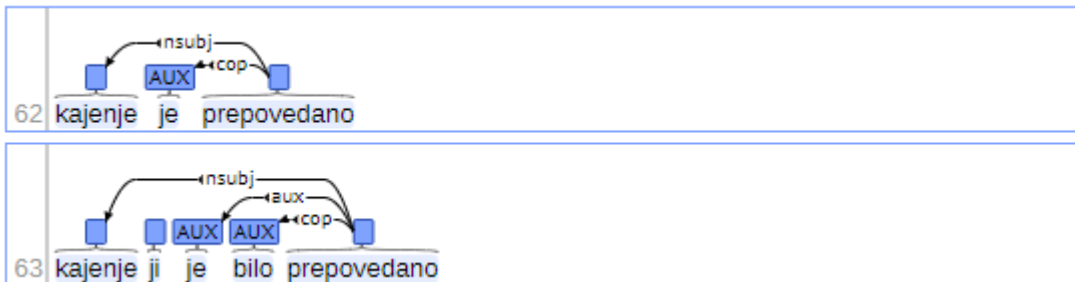 nsubj
AUX cop
62 kajenje je prepovedano
nsubj
aux
AUX AUX cop
63 kajenje ji je bilo prepovedano